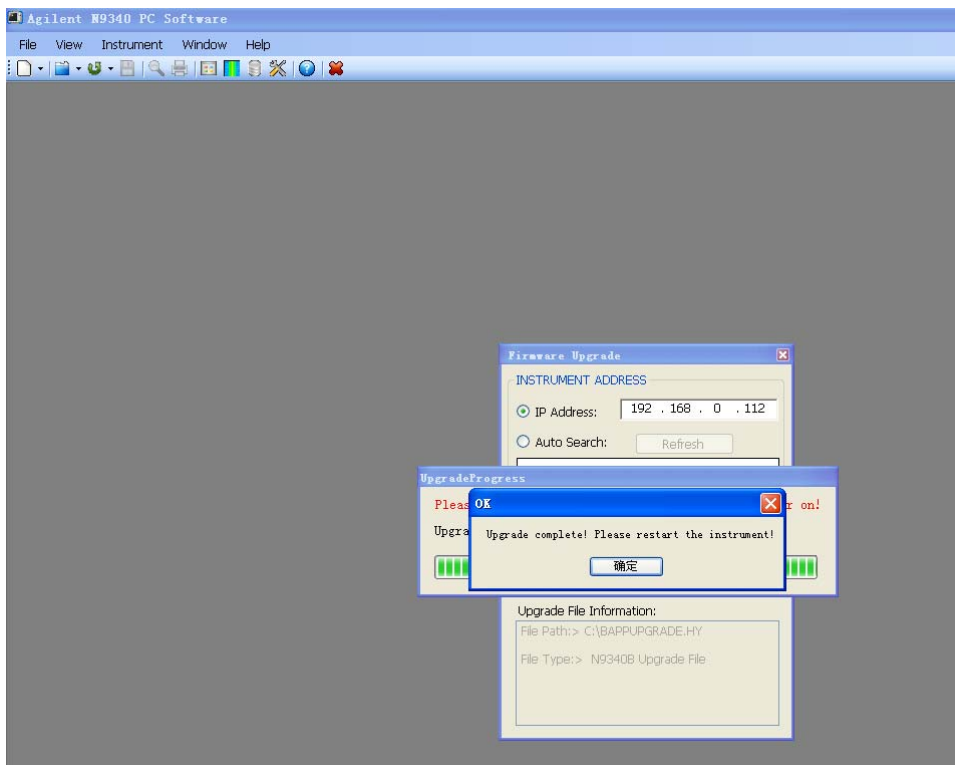 Agilent N9340 PC Software
File View Instrument Window Help
Firmware Upgrade
INSTRUMENT ADDRESS
IP Address: 192 . 168 . 0 . 112
Auto Search: Refresh
UpgradeProgress
on!
OK
Upgrade complete! Please restart the instrument!
确定
Upgrade File Information:
File Path:> C:\BAPPUPGRADE.HY
File Type:> N9340B Upgrade File